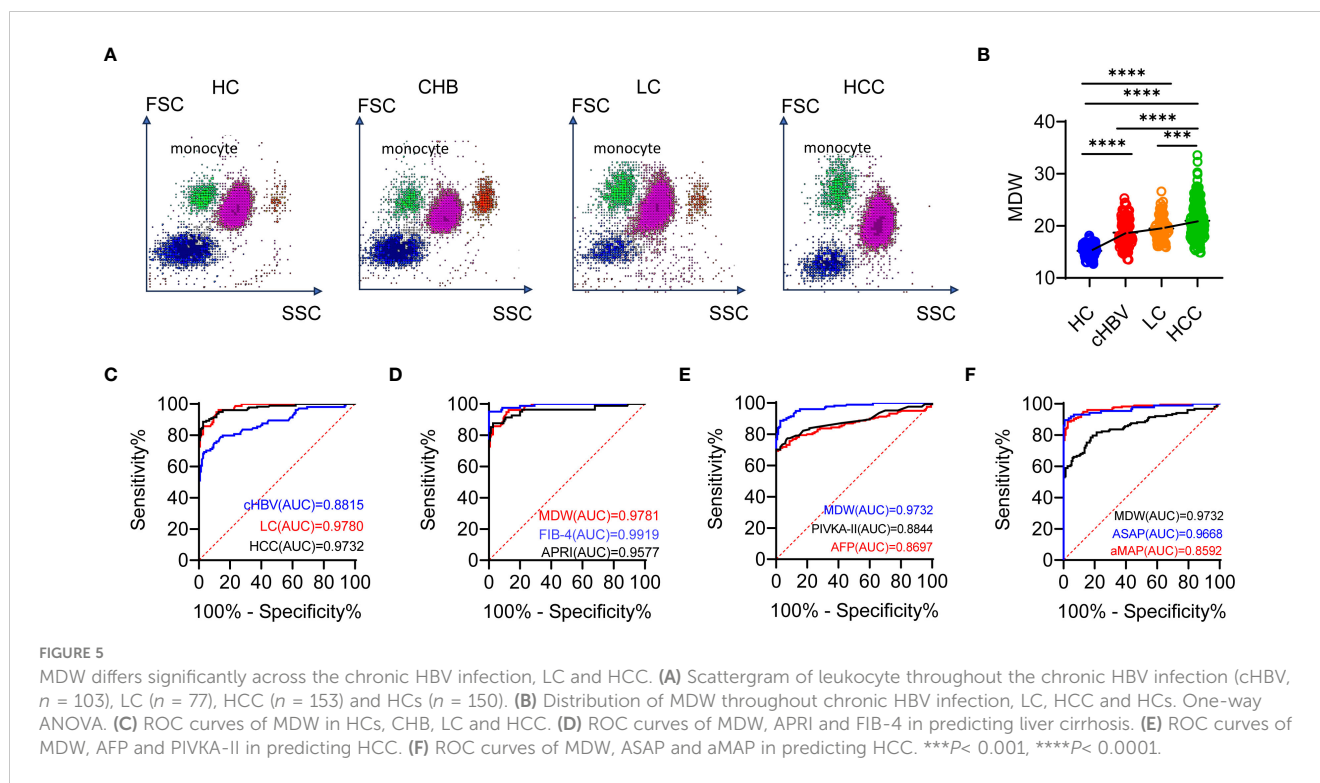 A
HC
CHB
LC
HCC
FSC
FSC
FSC
FSC
monocyte
monocyte
monocyte
monocyte
SSC
SSC
SSC
SSC
B
****
****
****
****
***
40
30
20
10
MDW
HC
cHBV
LC
HCC
C
100
80
60
40
20
0
Sensitivity%
cHBV(AUC)=0.8815
LC(AUC)=0.9780
HCC(AUC)=0.9732
0 20 40 60 80 100
100% - Specificity%
D
100
80
60
40
20
0
Sensitivity%
MDW(AUC)=0.9781
FIB-4(AUC)=0.9919
APRI(AUC)=0.9577
0 20 40 60 80 100
100% - Specificity%
E
100
80
60
40
20
0
Sensitivity%
MDW(AUC)=0.9732
PIVKA-II(AUC)=0.8844
AFP(AUC)=0.8697
0 20 40 60 80 100
100% - Specificity%
F
100
80
60
40
20
0
Sensitivity%
MDW(AUC)=0.9732
ASAP(AUC)=0.9668
aMAP(AUC)=0.8592
0 20 40 60 80 100
100% - Specificity%
FIGURE 5
MDW differs significantly across the chronic HBV infection, LC and HCC. (A) Scattergram of leukocyte throughout the chronic HBV infection (cHBV,
n = 103), LC (n = 77), HCC (n = 153) and HCs (n = 150). (B) Distribution of MDW throughout chronic HBV infection, LC, HCC and HCs. One-way
ANOVA. (C) ROC curves of MDW in HCs, CHB, LC and HCC. (D) ROC curves of MDW, APRI and FIB-4 in predicting liver cirrhosis. (E) ROC curves of
MDW, AFP and PIVKA-II in predicting HCC. (F) ROC curves of MDW, ASAP and aMAP in predicting HCC. ***P< 0.001, ****P< 0.0001.